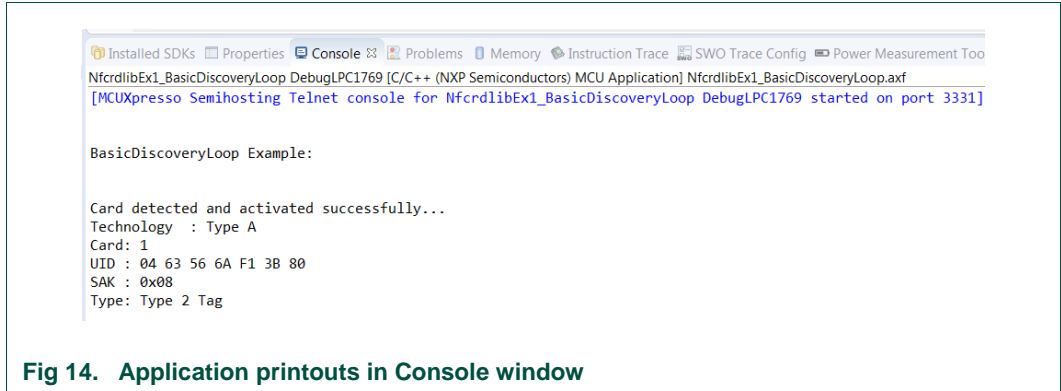 Installed SDKs Properties Console Problems Memory Instruction Trace SWO Trace Config Power Measurement Too
NfcrdlibEx1_BasicDiscoveryLoop DebugLPC1769 [C/C++ (NXP Semiconductors) MCU Application] NfcrdlibEx1_BasicDiscoveryLoop.axf
[MCUXpresso Semihosting Telnet console for NfcrdlibEx1_BasicDiscoveryLoop DebugLPC1769 started on port 3331]
BasicDiscoveryLoop Example:
Card detected and activated successfully...
Technology : Type A
Card: 1
UID : 04 63 56 6A F1 3B 80
SAK : 0x08
Type: Type 2 Tag
Fig 14. Application printouts in Console window